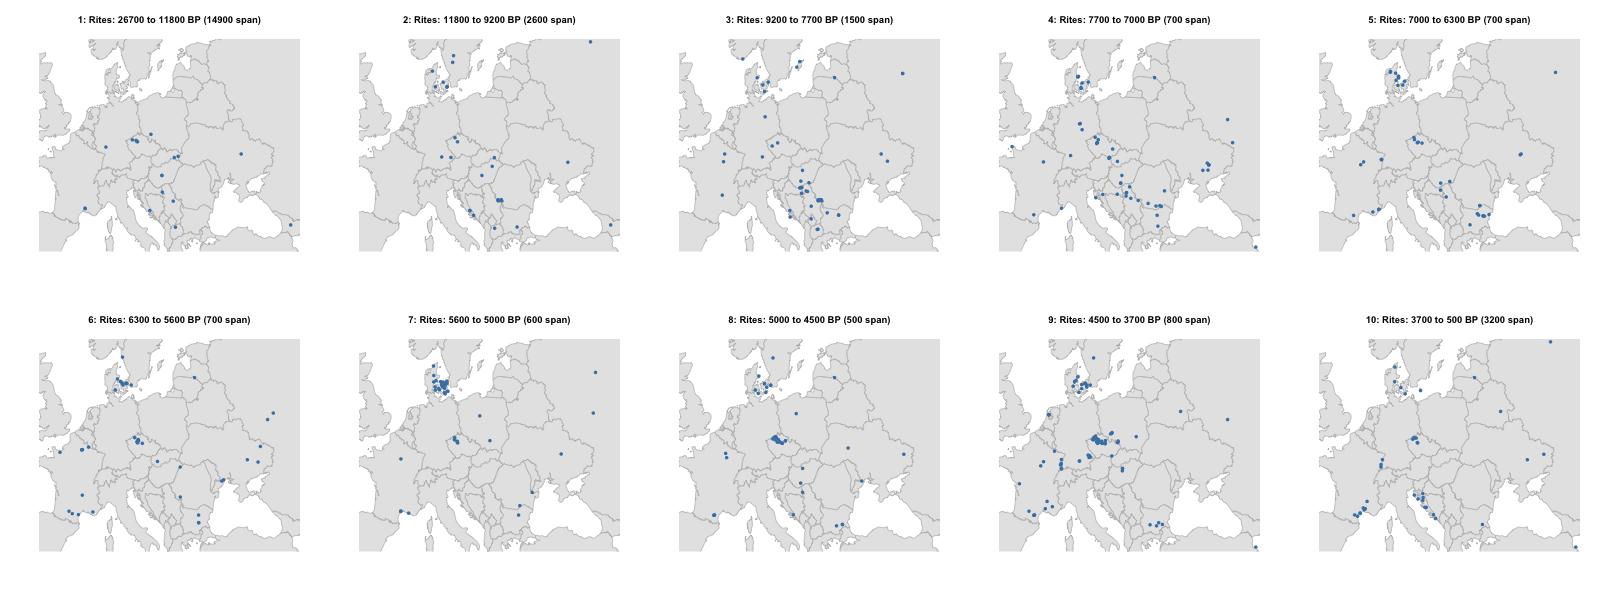 1: Rites: 26700 to 11800 BP (14900 span)
2: Rites: 11800 to 9200 BP (2600 span)
3: Rites: 9200 to 7700 BP (1500 span)
4: Rites: 7700 to 7000 BP (700 span)
5: Rites: 7000 to 6300 BP (700 span)
6: Rites: 6300 to 5600 BP (700 span)
7: Rites: 5600 to 5000 BP (600 span)
8: Rites: 5000 to 4500 BP (500 span)
9: Rites: 4500 to 3700 BP (800 span)
10: Rites: 3700 to 500 BP (3200 span)